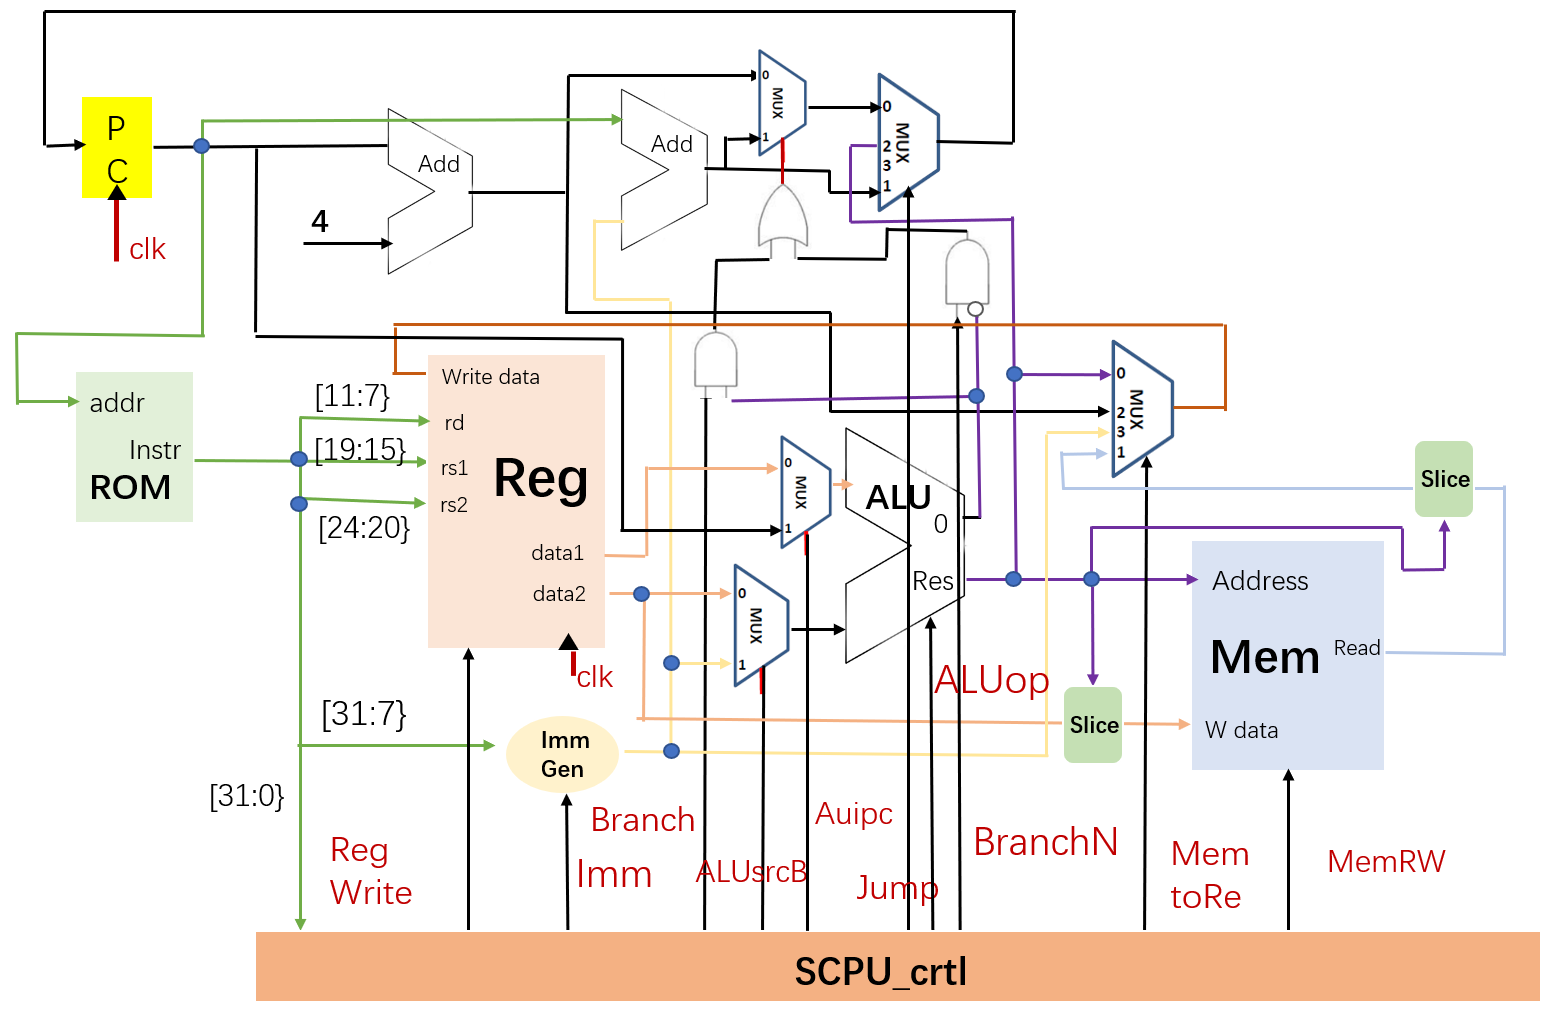 P
C
clk
4
Add
Add
0
MUX
1
0
MUX
2
3
1
addr
Instr
ROM
[11:7}
[19:15}
[24:20}
Write data
rd
rs1
rs2
Reg
data1
data2
clk
0
MUX
1
0
MUX
1
ALU
0
Res
0
MUX
2
3
1
Slice
Address
Mem
Read
W data
Slice
[31:7}
Imm
Gen
[31:0}
Reg
Write
Branch
Imm
ALUsrcB
Auipc
Jump
ALUop
BranchN
Mem
toRe
MemRW
SCPU_crtl